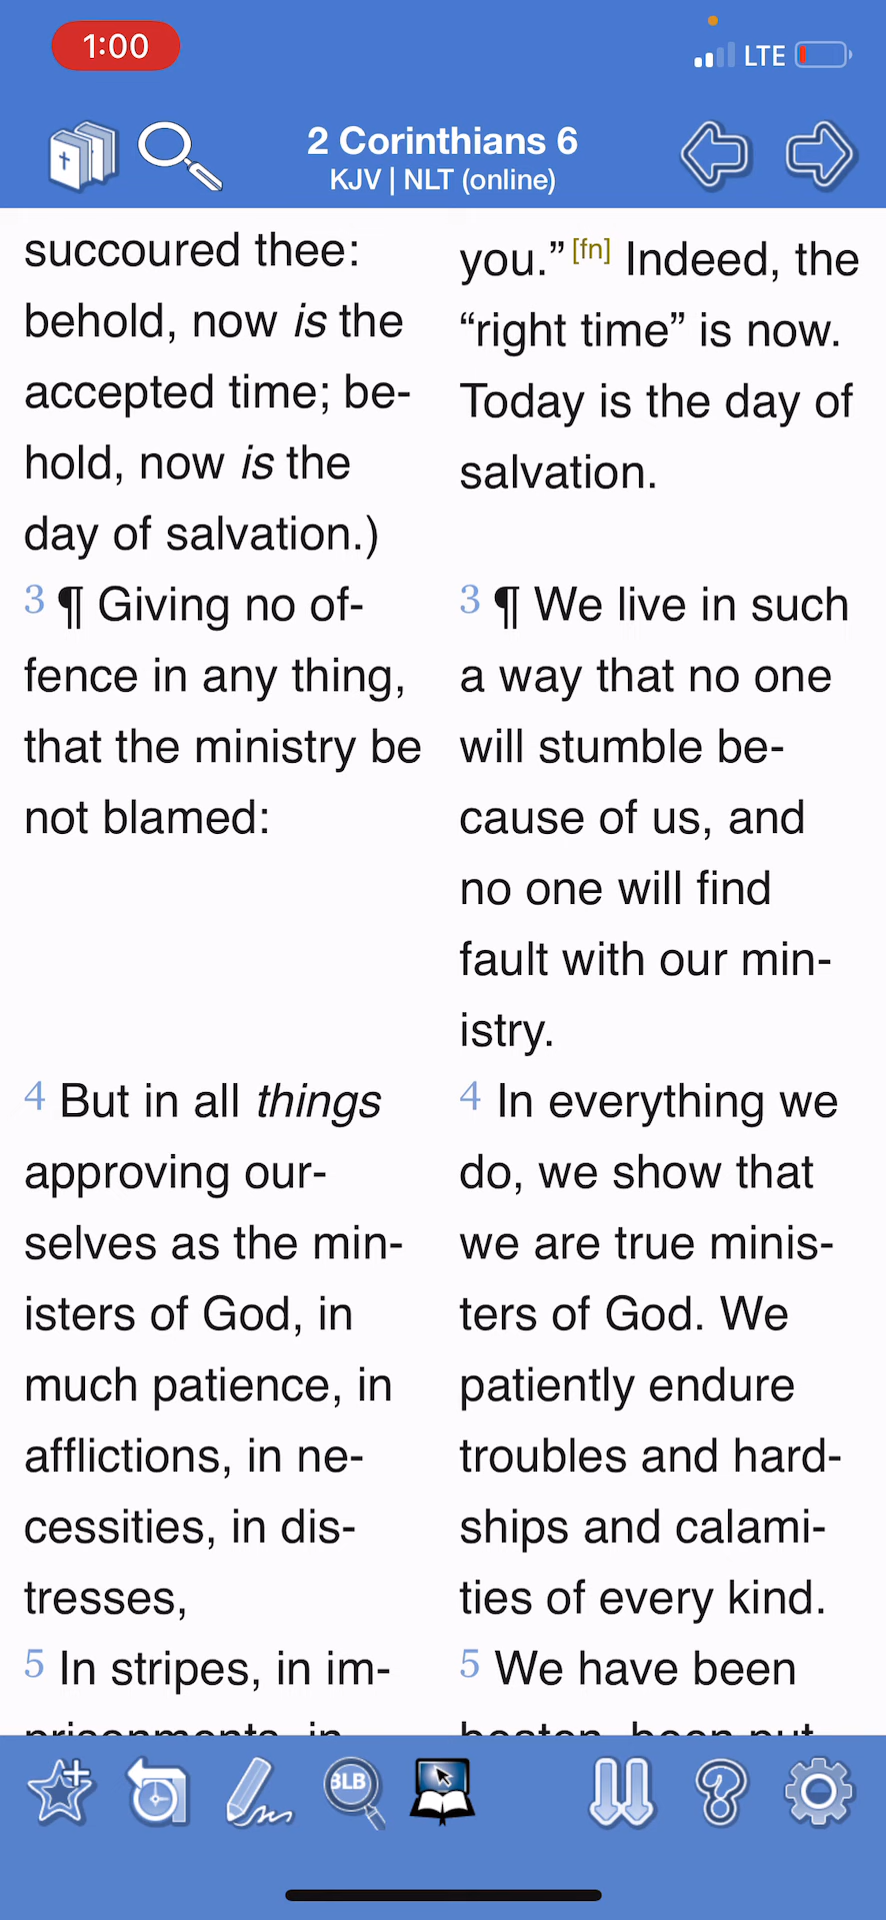 1:00
LTE
2 Corinthians 6
KJV | NLT (online)
succoured thee:
behold, now is the
accepted time; be-
hold, now is the
day of salvation.)
3 ¶ Giving no of-
fence in any thing,
that the ministry be
not blamed:
4 But in all things
approving our-
selves as the min-
isters of God, in
much patience, in
afflictions, in ne-
cessities, in dis-
tresses,
5 In stripes, in im-
prisonments, in
you.” [fn] Indeed, the
“right time” is now.
Today is the day of
salvation.
3 ¶ We live in such
a way that no one
will stumble be-
cause of us, and
no one will find
fault with our min-
istry.
4 In everything we
do, we show that
we are true minis-
ters of God. We
patiently endure
troubles and hard-
ships and calami-
ties of every kind.
5 We have been
beaten, been put
BLB